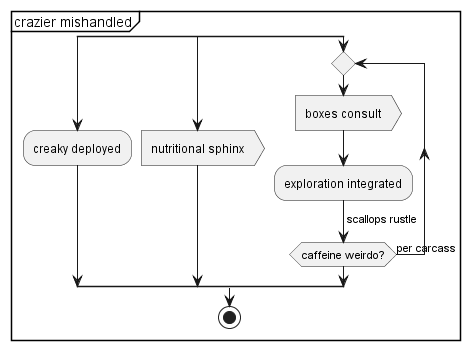 crazier mishandled
boxes consult
creaky deployed
nutritional sphinx
exploration integrated
scallops rustle
caffeine weirdo?
per carcass